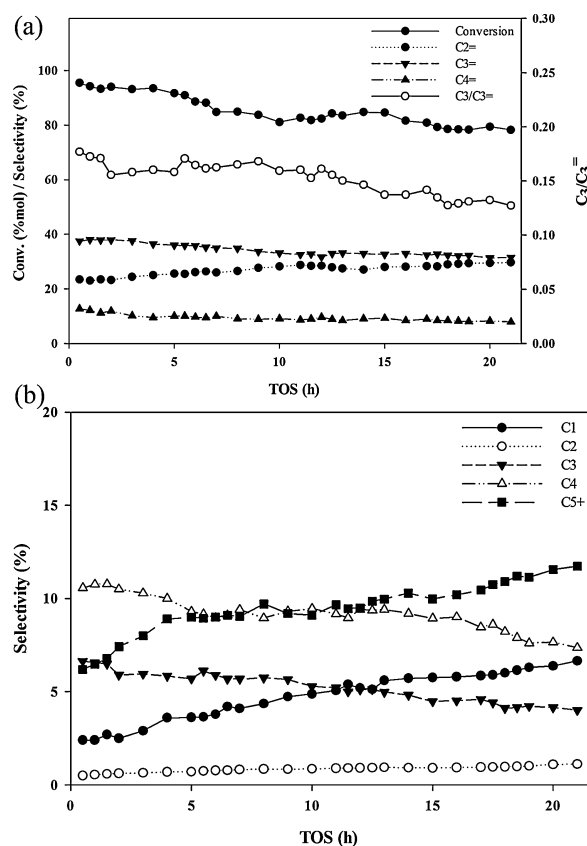 (a)
Conversion
C2=
C3=
C4=
C3/C3=
0.30
0.25
0.20
0.15
0.10
0.05
0.00
C₃/C₃=
100
80
60
40
20
0
Conv. (%mol) / Selectivity (%)
0 5 10 15 20
TOS (h)
(b)
C1
C2
C3
C4
C5+
20
15
10
5
0
Selectivity (%)
0 5 10 15 20
TOS (h)